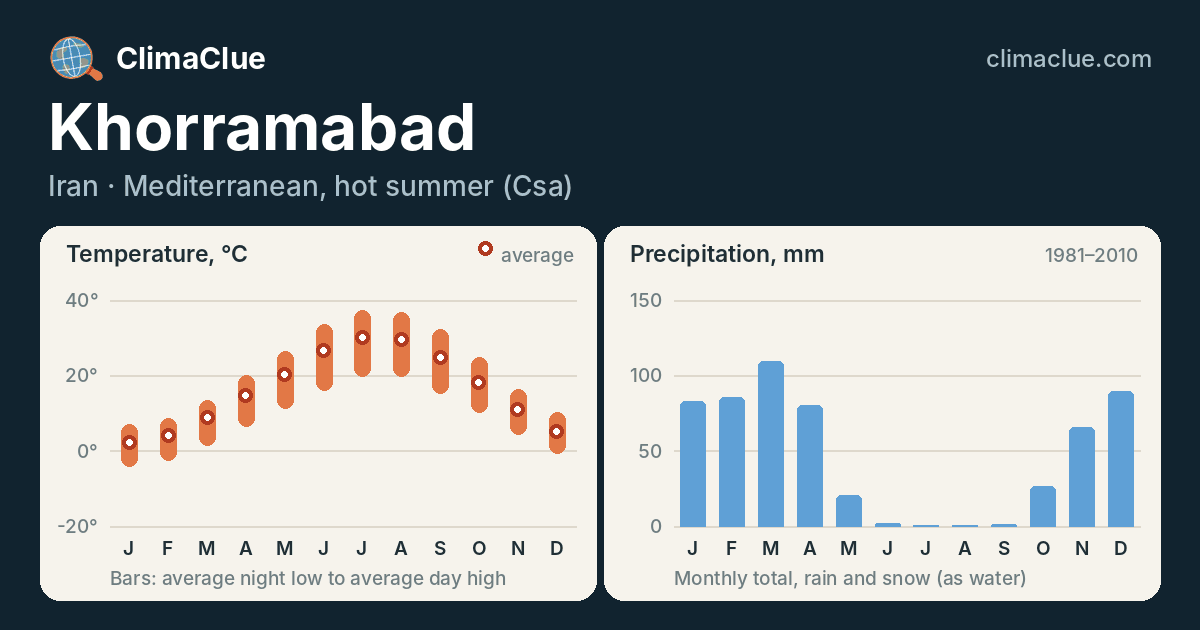 ClimaClue
climaclue.com
Khorramabad
Iran · Mediterranean, hot summer (Csa)
Temperature, °C
average
40°
20°
0°
-20°
J F M A M J J A S O N D
Bars: average night low to average day high
Precipitation, mm
1981–2010
150
100
50
0
J F M A M J J A S O N D
Monthly total, rain and snow (as water)